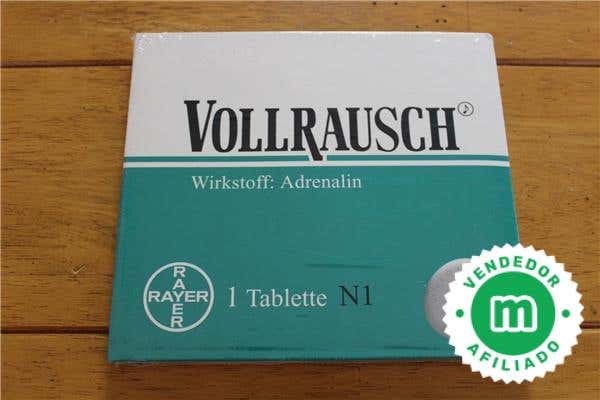 VOLLRAUSCH♪
Wirkstoff: Adrenalin
RAYER
RAYER
1 Tablette N1
VENDEDOR
m
AFILIADO